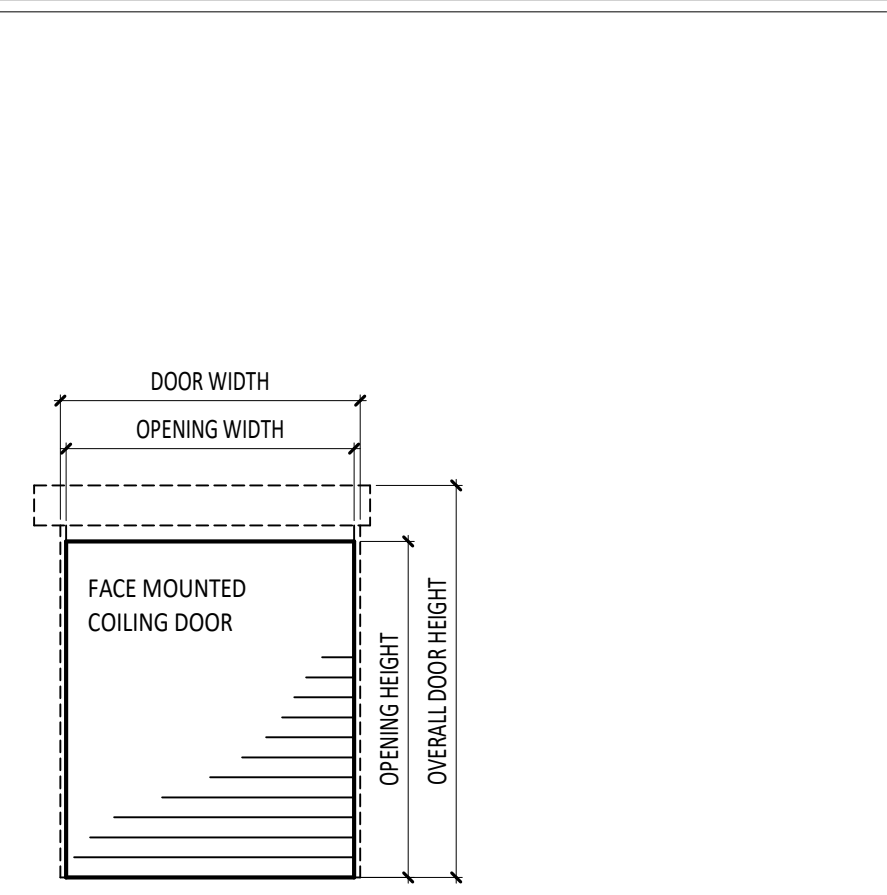 DOOR WIDTH
OPENING WIDTH
FACE MOUNTED
COILING DOOR
OPENING HEIGHT
OVERALL DOOR HEIGHT